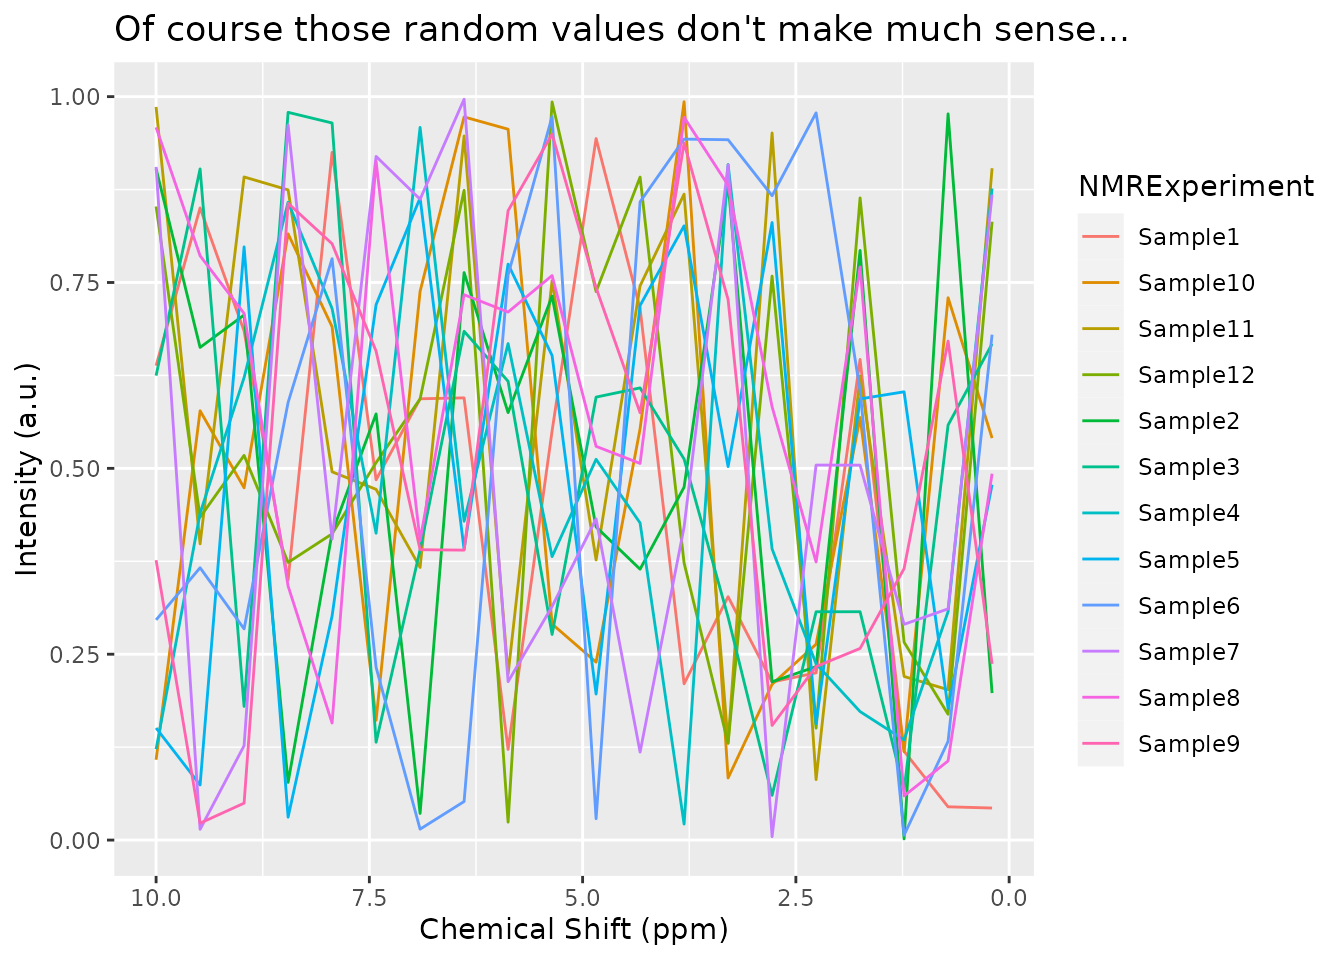 Of course those random values don't make much sense...
Intensity (a.u.)
1.00
0.75
0.50
0.25
0.00
10.0 7.5 5.0 2.5 0.0
Chemical Shift (ppm)
NMRExperiment
Sample1
Sample10
Sample11
Sample12
Sample2
Sample3
Sample4
Sample5
Sample6
Sample7
Sample8
Sample9